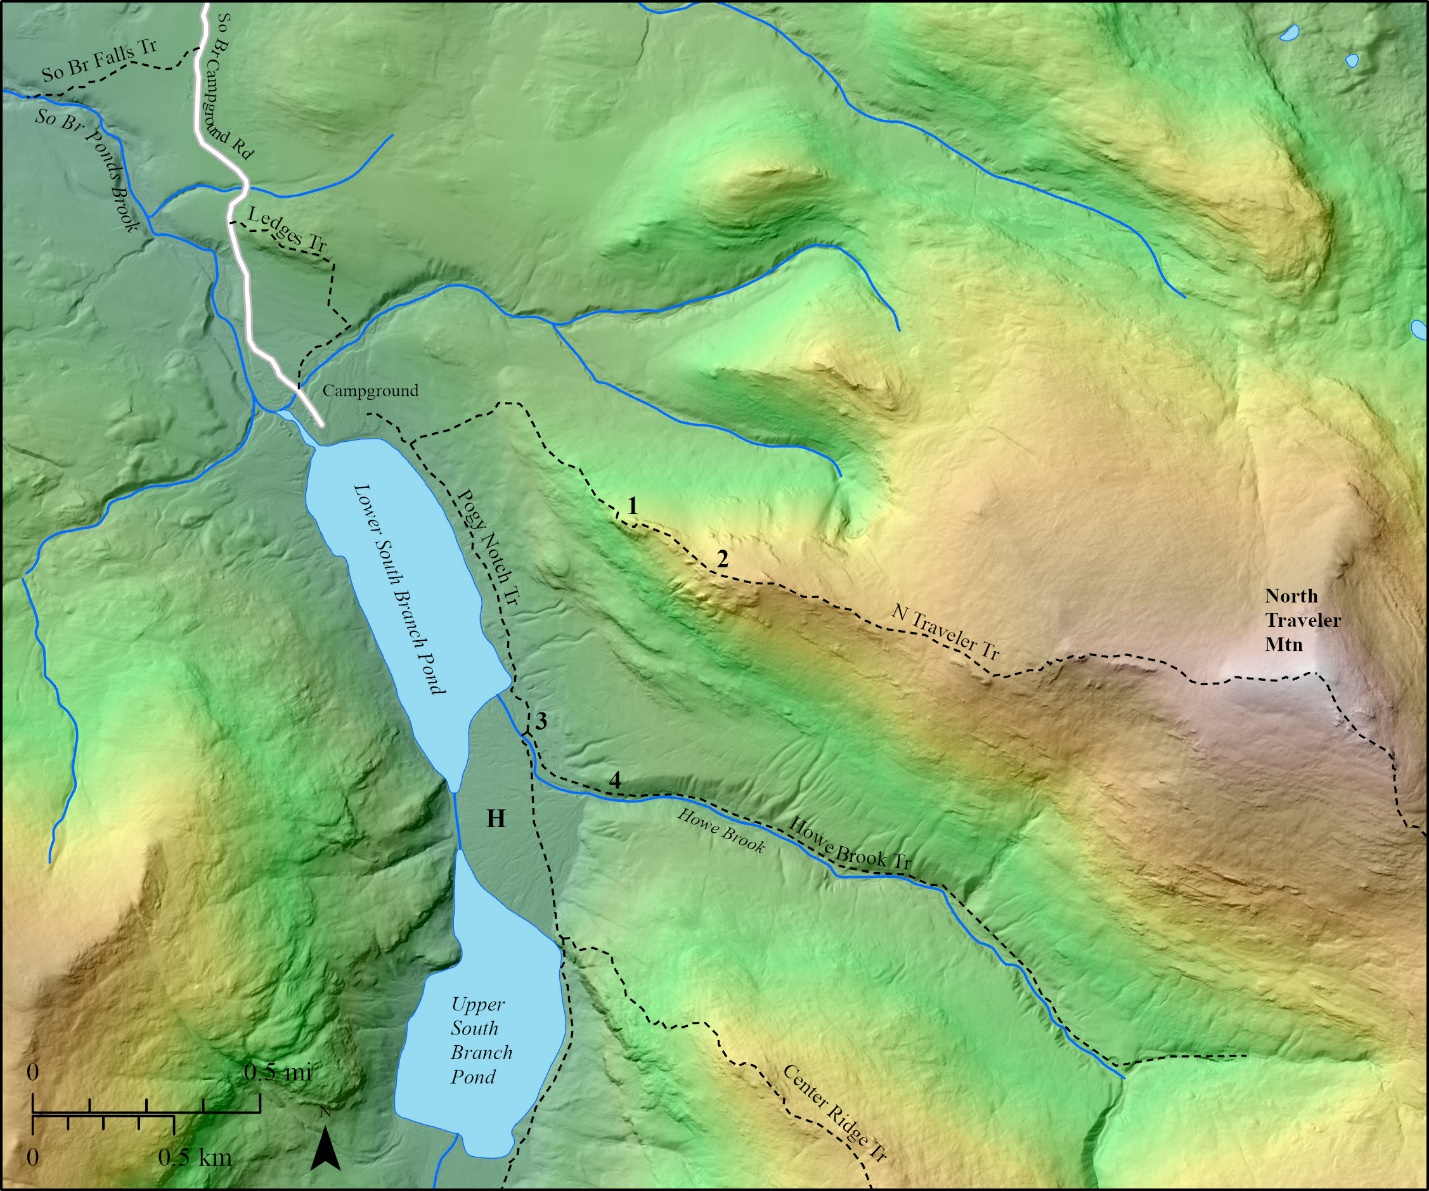 So Br Falls Tr
So Br Campground Rd
So Br Ponds Brook
Ledges Tr
Campground
Pogy Notch Tr
Lower South Branch Pond
1
2
N Traveler Tr
North
Traveler
Mtn
3
4
H
Howe Brook
Howe Brook Tr
Upper
South
Branch
Pond
Center Ridge Tr
0 0.5 mi
0 0.5 km
N